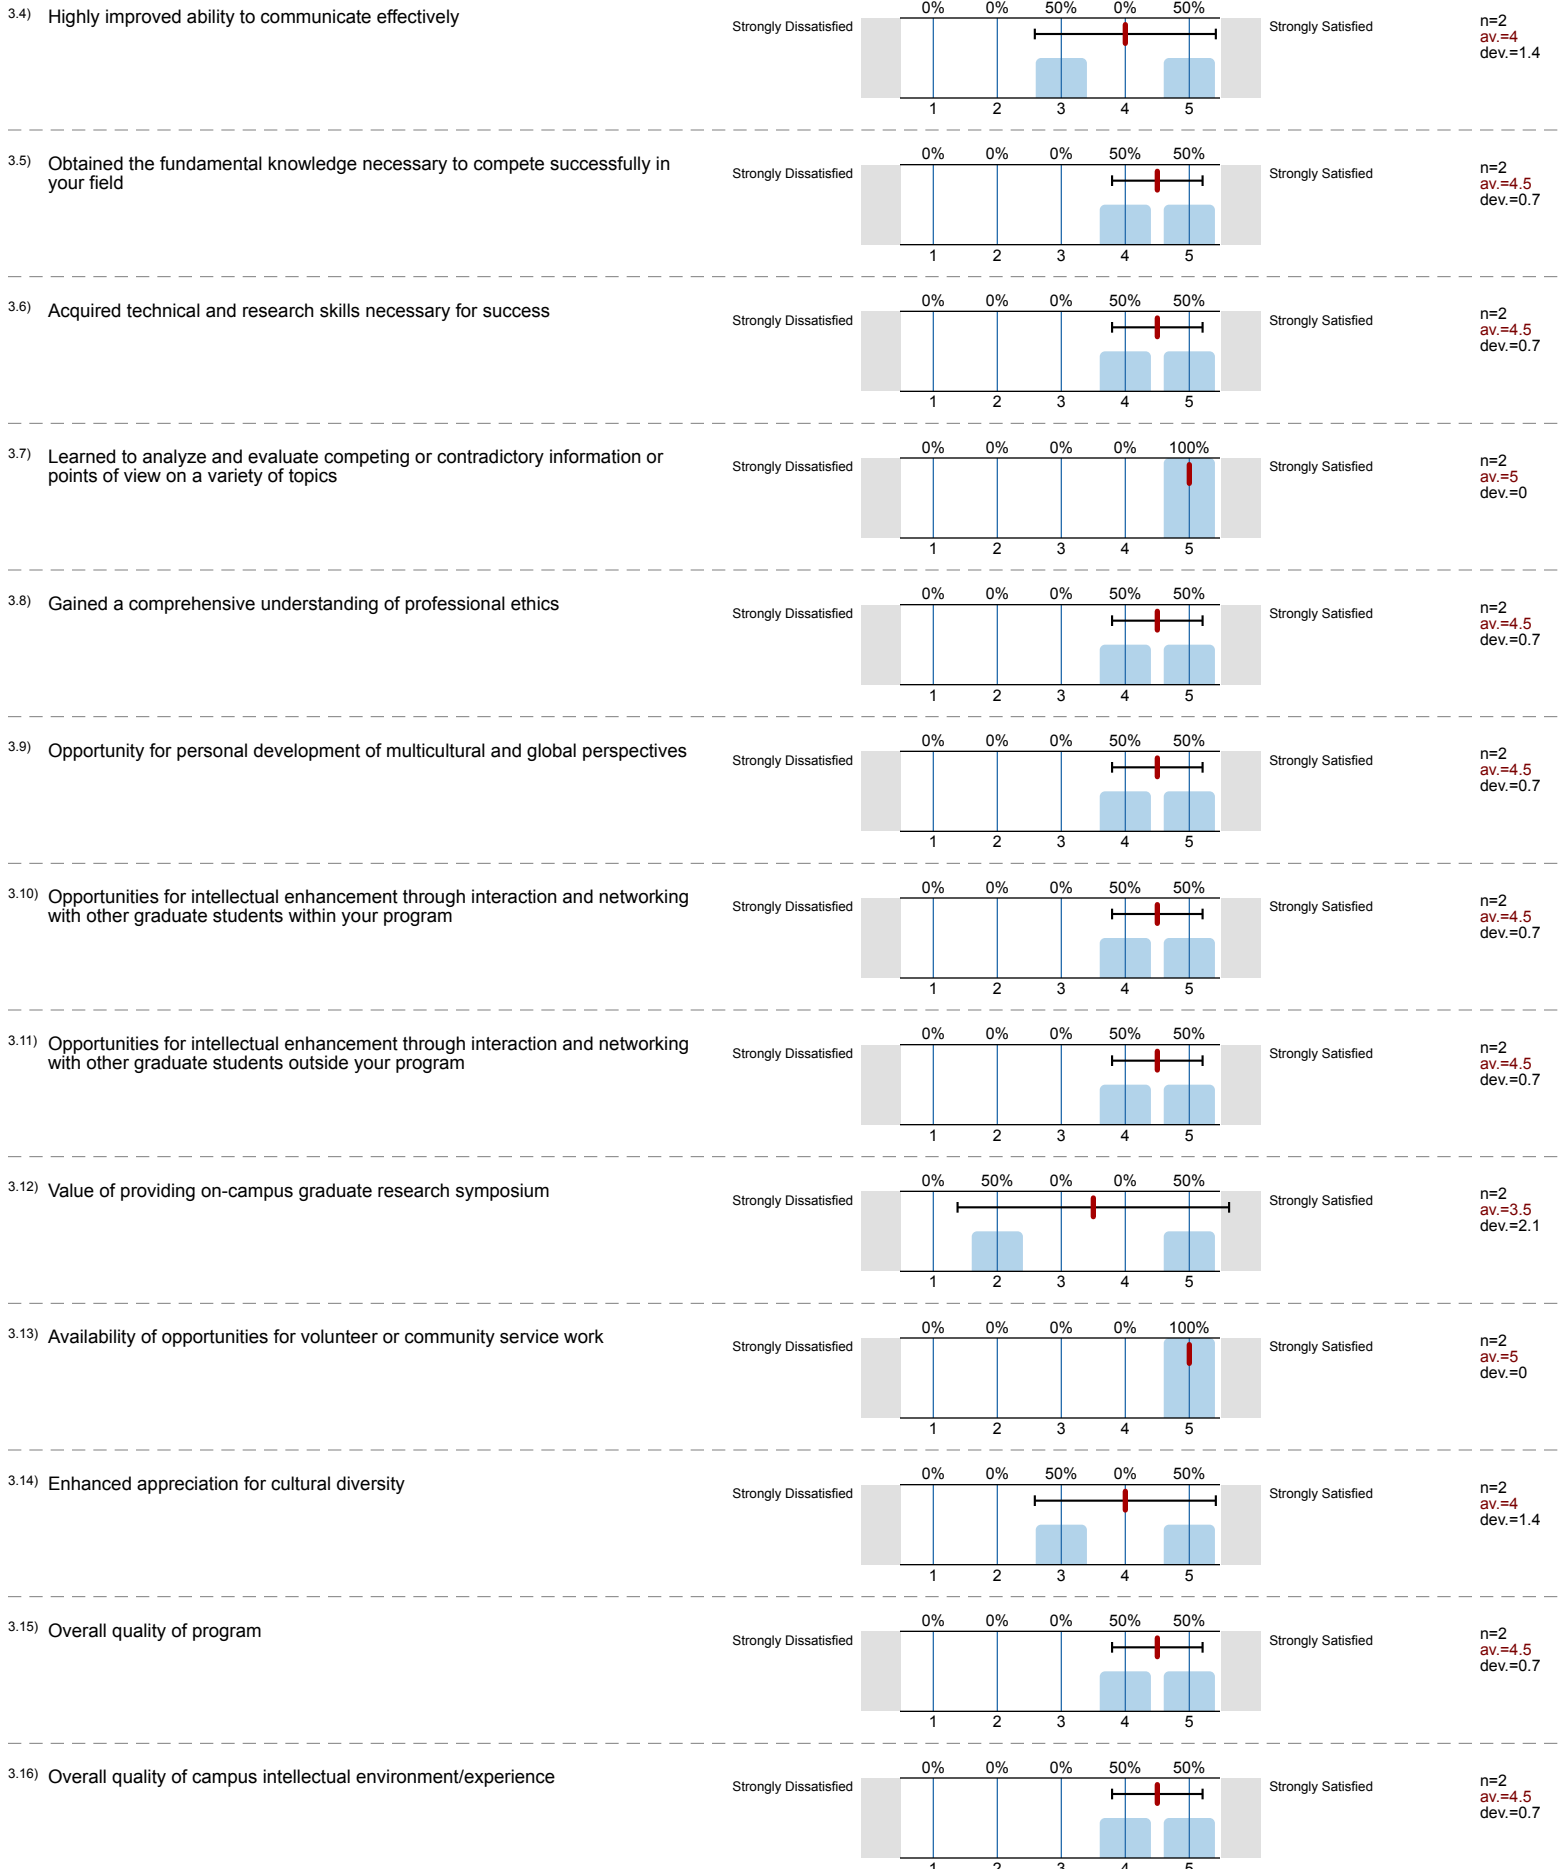 3.4) Highly improved ability to communicate effectively
0% 0% 50% 0% 50%
Strongly Dissatisfied Strongly Satisfied
n=2
av.=4
dev.=1.4
1 2 3 4 5
3.5) Obtained the fundamental knowledge necessary to compete successfully in
your field
0% 0% 0% 50% 50%
Strongly Dissatisfied Strongly Satisfied
n=2
av.=4.5
dev.=0.7
1 2 3 4 5
3.6) Acquired technical and research skills necessary for success
0% 0% 0% 50% 50%
Strongly Dissatisfied Strongly Satisfied
n=2
av.=4.5
dev.=0.7
1 2 3 4 5
3.7) Learned to analyze and evaluate competing or contradictory information or
points of view on a variety of topics
0% 0% 0% 0% 100%
Strongly Dissatisfied Strongly Satisfied
n=2
av.=5
dev.=0
1 2 3 4 5
3.8) Gained a comprehensive understanding of professional ethics
0% 0% 0% 50% 50%
Strongly Dissatisfied Strongly Satisfied
n=2
av.=4.5
dev.=0.7
1 2 3 4 5
3.9) Opportunity for personal development of multicultural and global perspectives
0% 0% 0% 50% 50%
Strongly Dissatisfied Strongly Satisfied
n=2
av.=4.5
dev.=0.7
1 2 3 4 5
3.10) Opportunities for intellectual enhancement through interaction and networking
with other graduate students within your program
0% 0% 0% 50% 50%
Strongly Dissatisfied Strongly Satisfied
n=2
av.=4.5
dev.=0.7
1 2 3 4 5
3.11) Opportunities for intellectual enhancement through interaction and networking
with other graduate students outside your program
0% 0% 0% 50% 50%
Strongly Dissatisfied Strongly Satisfied
n=2
av.=4.5
dev.=0.7
1 2 3 4 5
3.12) Value of providing on-campus graduate research symposium
0% 50% 0% 0% 50%
Strongly Dissatisfied Strongly Satisfied
n=2
av.=3.5
dev.=2.1
1 2 3 4 5
3.13) Availability of opportunities for volunteer or community service work
0% 0% 0% 0% 100%
Strongly Dissatisfied Strongly Satisfied
n=2
av.=5
dev.=0
1 2 3 4 5
3.14) Enhanced appreciation for cultural diversity
0% 0% 50% 0% 50%
Strongly Dissatisfied Strongly Satisfied
n=2
av.=4
dev.=1.4
1 2 3 4 5
3.15) Overall quality of program
0% 0% 0% 50% 50%
Strongly Dissatisfied Strongly Satisfied
n=2
av.=4.5
dev.=0.7
1 2 3 4 5
3.16) Overall quality of campus intellectual environment/experience
0% 0% 0% 50% 50%
Strongly Dissatisfied Strongly Satisfied
n=2
av.=4.5
dev.=0.7
1 2 3 4 5